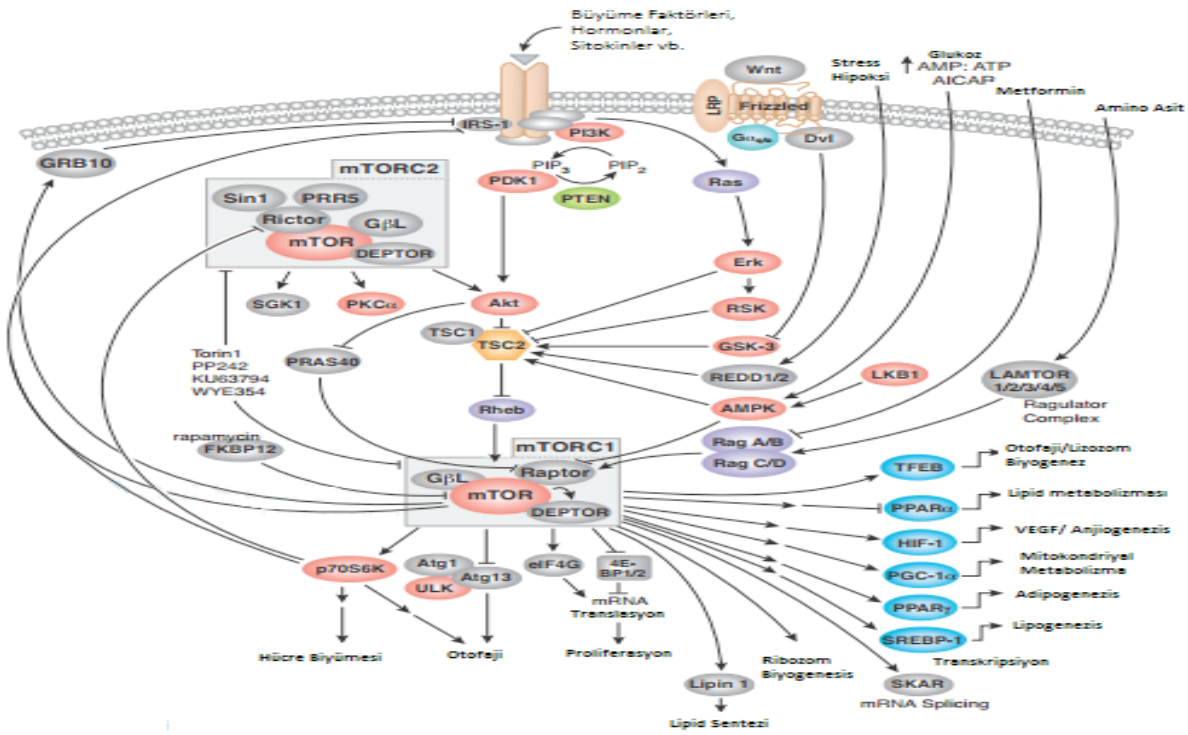 Büyüme Faktörleri,
Hormonlar,
Sitokinler vb.
Wnt
Stress
Hipoksi
Glukoz
AMP: ATP
AICAP
Metformin
Amino Asit
LRP
Frizzled
GRB10
IRS-1
PI3K
Dvl
PIP3
PIP2
PDK1
PTEN
Ras
mTORC2
Sin1
PRR5
Rictor
GβL
mTOR
DEPTOR
SGK1
PKCα
Akt
Erk
RSK
TSC1
TSC2
GSK-3
PRAS40
REDD1/2
LKB1
LAMTOR
1/2/3/4/5
Ragulator
Complex
Torin1
PP242
KU63794
WYE354
Rheb
AMPK
Rag A/B
Rag C/D
rapamycin
FKBP12
mTORC1
GβL
Raptor
mTOR
DEPTOR
TFEB
Otofaji/Lizozom
Biyogenez
PPARα
Lipid metabolizması
HIF-1
VEGF/ Anjiogenezis
PGC-1α
Mitokondriyal
Metabolizma
PPARγ
Adipogenezis
SREBP-1
Lipogenezis
Transkripsiyon
p70S6K
Atg1
Atg13
ULK
eIF4G
4E-
BP1/2
mRNA
Translasyon
Hücre Biyümesi
Otofaji
Proliferasyon
Ribozom
Biyogenesis
Lipin 1
Lipid Sentezi
SKAR
mRNA Splicing